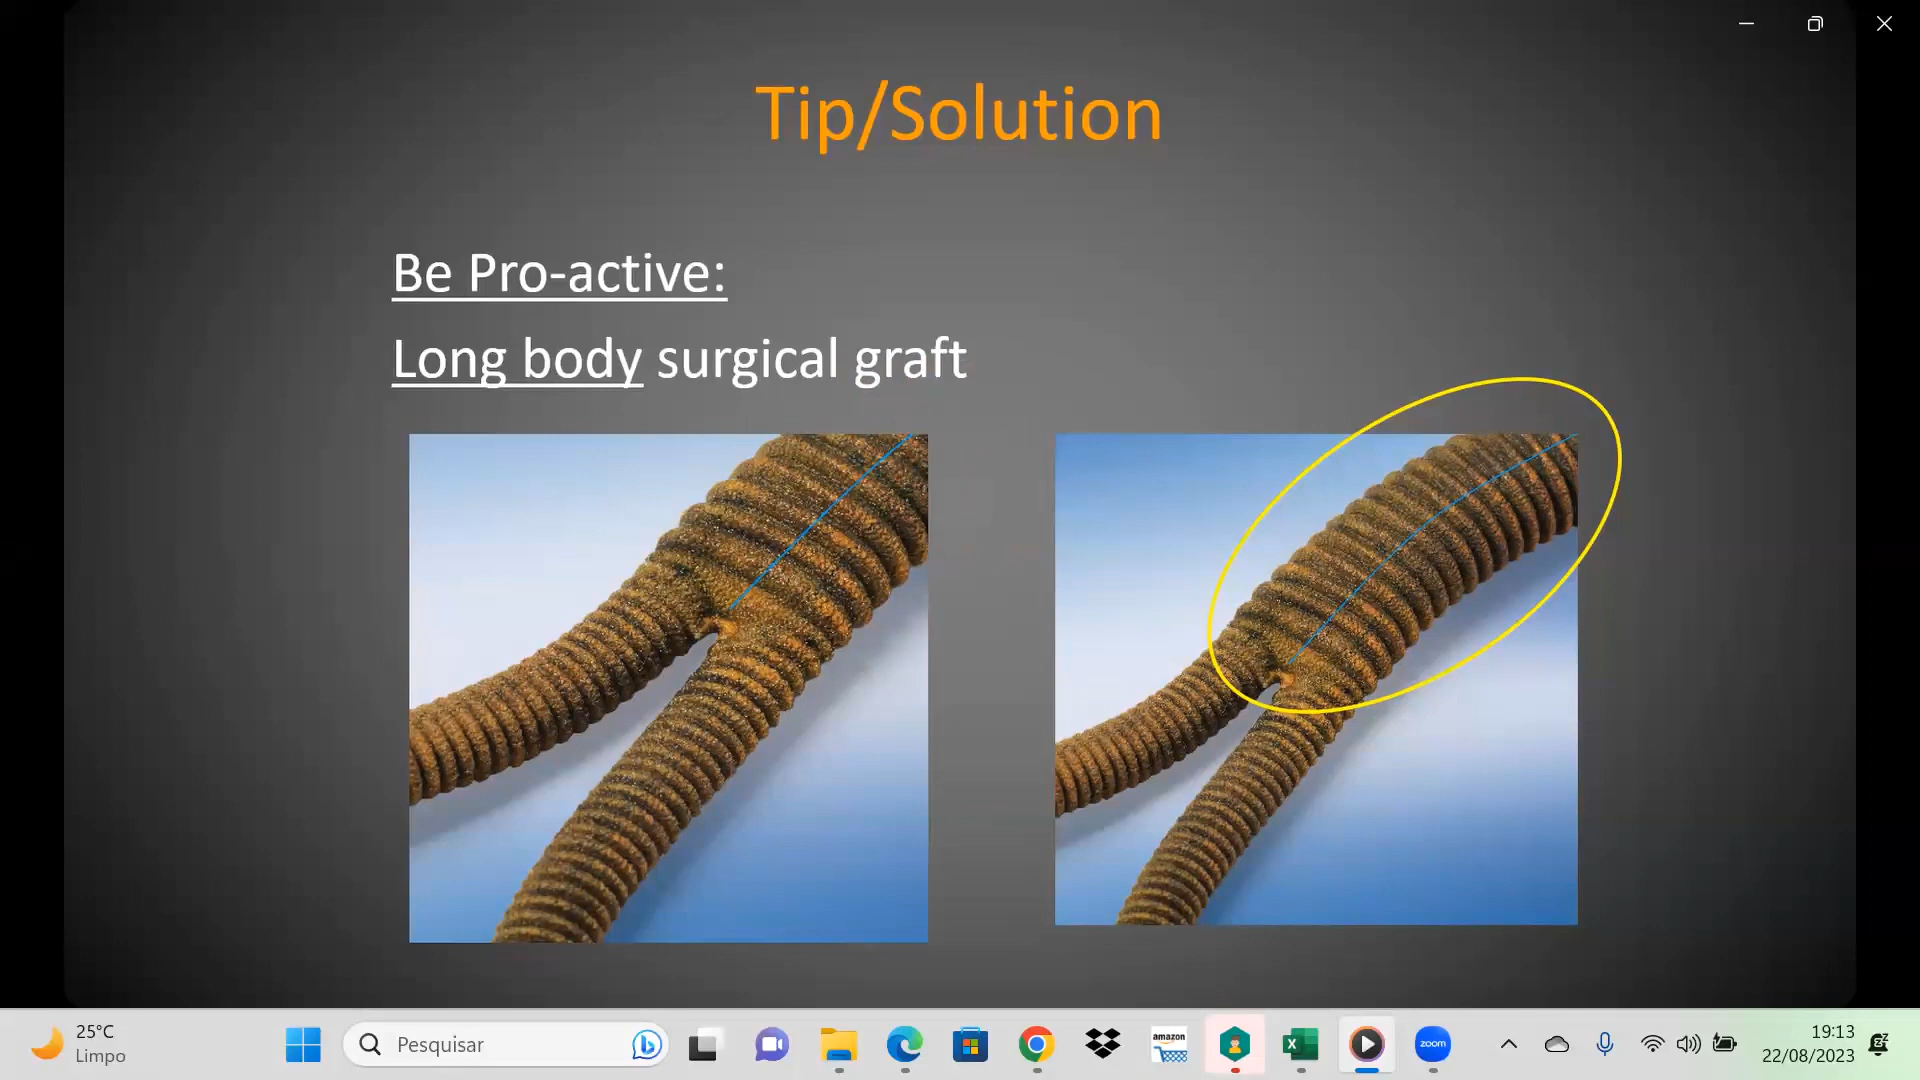 Tip/Solution
Be Pro-active:
Long body surgical graft
25°C
Limpo
Pesquisar
amazon
zoom
19:13
22/08/2023